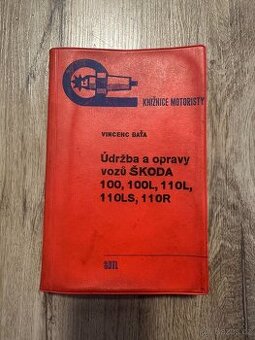 KNIŽNICE MOTORISTY
VINCENC BAŤA
Údržba a opravy
vozů ŠKODA
100, 100L, 110L,
110LS, 110R
SNTL